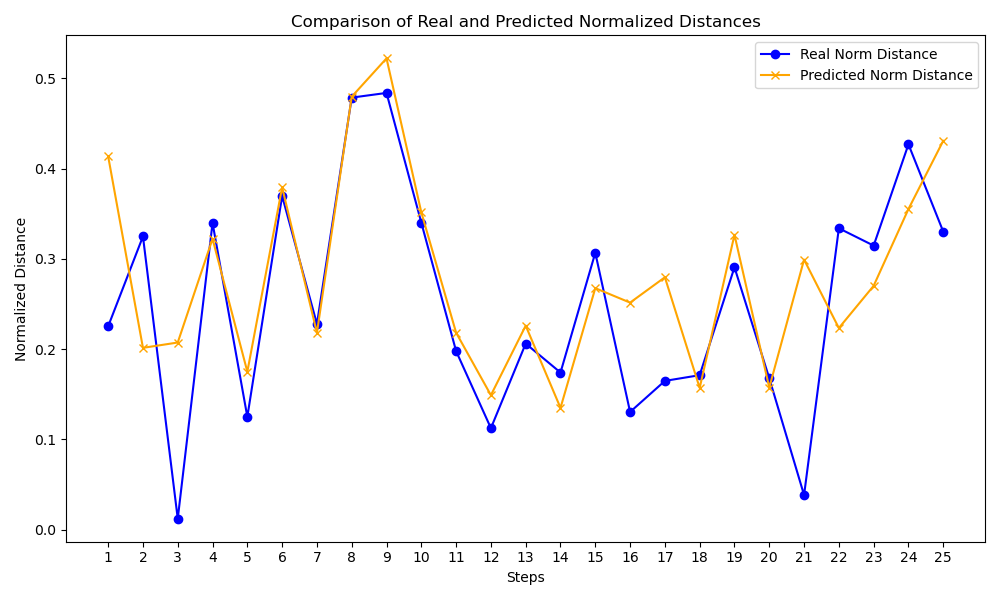 Comparison of Real and Predicted Normalized Distances
Real Norm Distance
Predicted Norm Distance
Normalized Distance
0.5
0.4
0.3
0.2
0.1
0.0
1 2 3 4 5 6 7 8 9 10 11 12 13 14 15 16 17 18 19 20 21 22 23 24 25
Steps